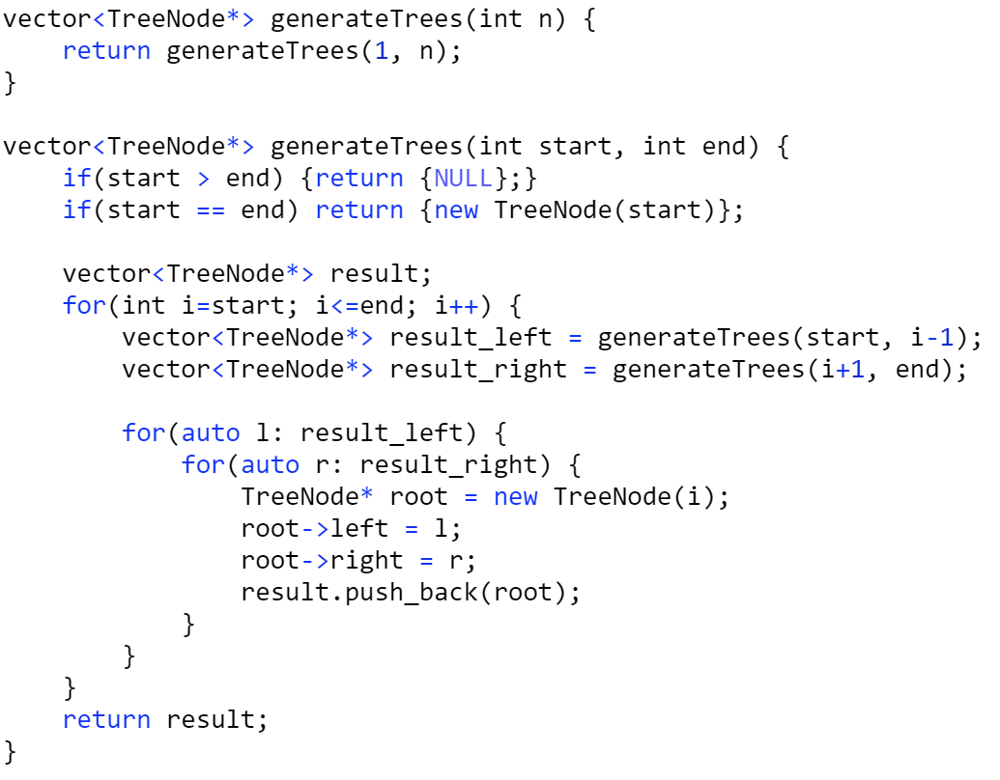 vector<TreeNode*> generateTrees(int n) {
    return generateTrees(1, n);
}

vector<TreeNode*> generateTrees(int start, int end) {
    if(start > end) {return {NULL};}
    if(start == end) return {new TreeNode(start)};

    vector<TreeNode*> result;
    for(int i=start; i<=end; i++) {
        vector<TreeNode*> result_left = generateTrees(start, i-1);
        vector<TreeNode*> result_right = generateTrees(i+1, end);

        for(auto l: result_left) {
            for(auto r: result_right) {
                TreeNode* root = new TreeNode(i);
                root->left = l;
                root->right = r;
                result.push_back(root);
            }
        }
    }
    return result;
}